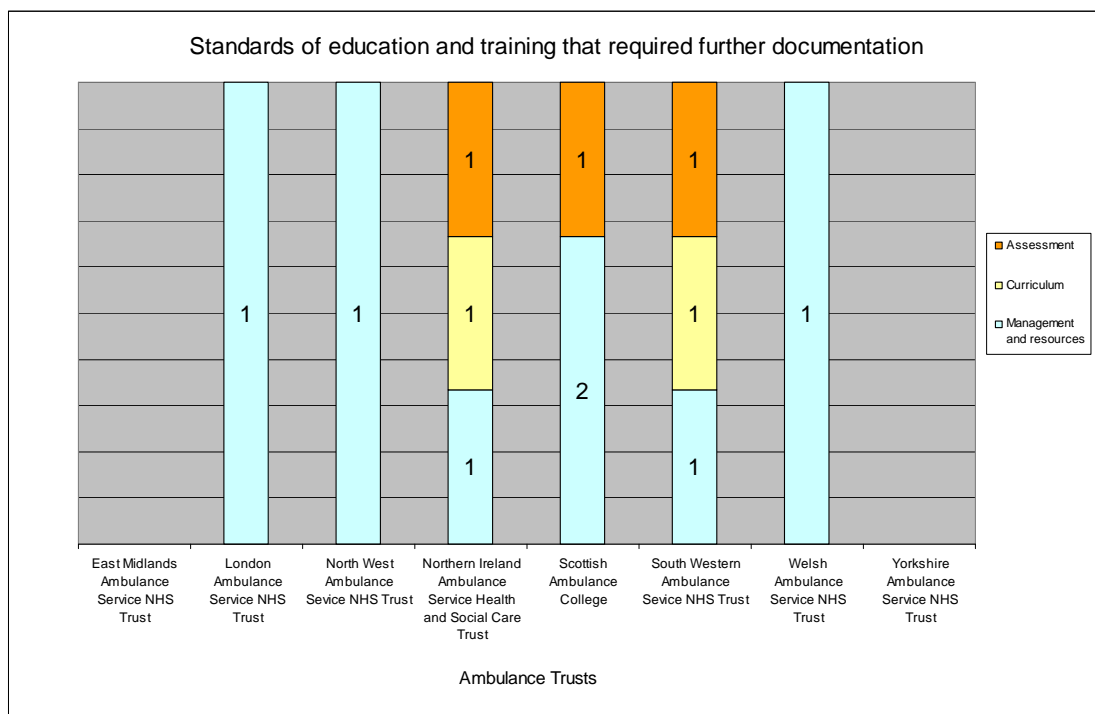 Standards of education and training that required further documentation
1
1
1
1
1
1
1
1
2
1
1
1
Assessment
Curriculum
Management
and resources
East Midlands
Ambulance
Service NHS
Trust
London
Ambulance
Service NHS
Trust
North West
Ambulance
Sevice NHS Trust
Northern Ireland
Ambulance
Service Health
and Social Care
Trust
Scottish
Ambulance
College
South Western
Ambulance
Sevice NHS Trust
Welsh
Ambulance
Service NHS
Trust
Yorkshire
Ambulance
Service NHS
Trust
Ambulance Trusts